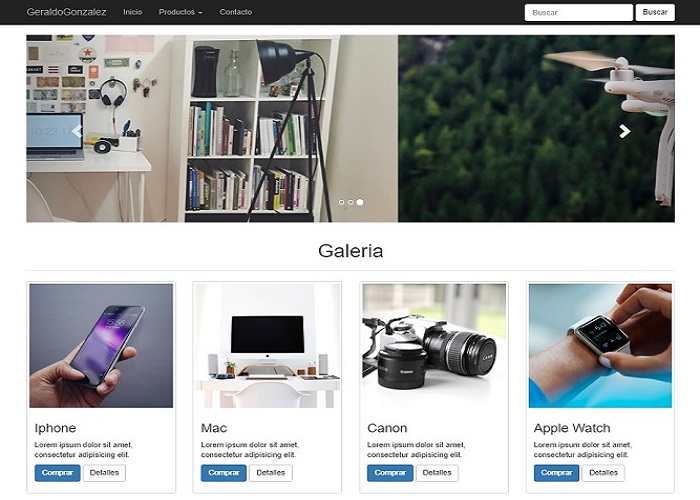 GeraldoGonzalez Inicio Productos Contacto Buscar Buscar
Galeria
Iphone
Lorem ipsum dolor sit amet,
consectetur adipisicing elit.
Comprar Detalles
Mac
Lorem ipsum dolor sit amet,
consectetur adipisicing elit.
Comprar Detalles
Canon
Lorem ipsum dolor sit amet,
consectetur adipisicing elit.
Comprar Detalles
Apple Watch
Lorem ipsum dolor sit amet,
consectetur adipisicing elit.
Comprar Detalles